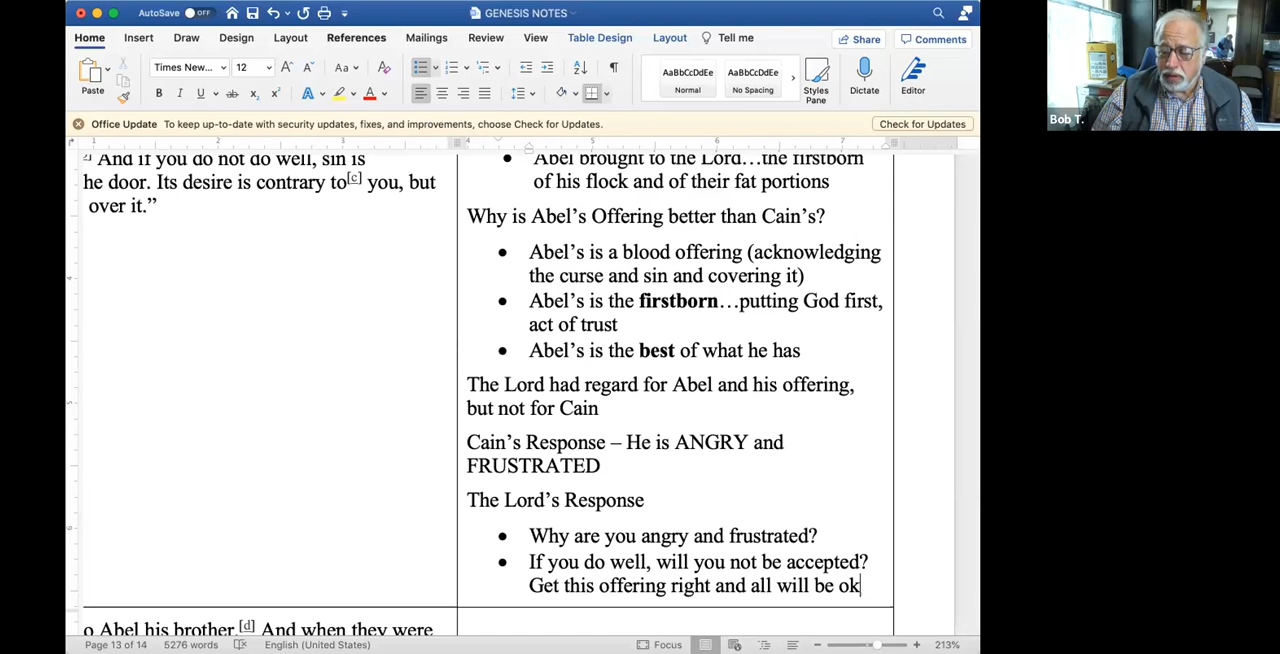 AutoSave OFF
GENESIS NOTES
Home Insert Draw Design Layout References Mailings Review View Table Design Layout Tell me
Share Comments
Paste
Times New... 12
Aa
AaBbCcDdEe AaBbCcDdEe
Normal No Spacing
Styles Pane
Dictate
Editor
Office Update To keep up-to-date with security updates, fixes, and improvements, choose Check for Updates.
Check for Updates
And if you do not do well, sin is
he door. Its desire is contrary to[c] you, but
over it.”
• Abel brought to the Lord…the firstborn
of his flock and of their fat portions
Why is Abel’s Offering better than Cain’s?
• Abel’s is a blood offering (acknowledging
the curse and sin and covering it)
• Abel’s is the firstborn…putting God first,
act of trust
• Abel’s is the best of what he has
The Lord had regard for Abel and his offering,
but not for Cain
Cain’s Response – He is ANGRY and
FRUSTRATED
The Lord’s Response
• Why are you angry and frustrated?
• If you do well, will you not be accepted?
Get this offering right and all will be ok
o Abel his brother.[d] And when they were
Page 13 of 14 5276 words English (United States)
Focus
213%
Bob T.